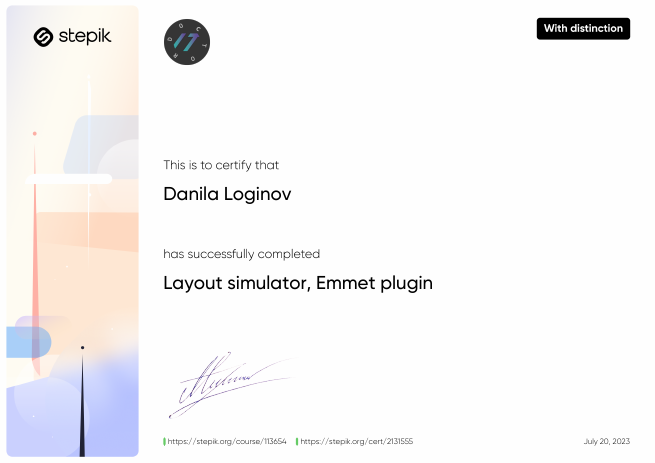 stepik
With distinction
This is to certify that
Danila Loginov
has successfully completed
Layout simulator, Emmet plugin
https://stepik.org/course/113654 https://stepik.org/cert/2131555
July 20, 2023